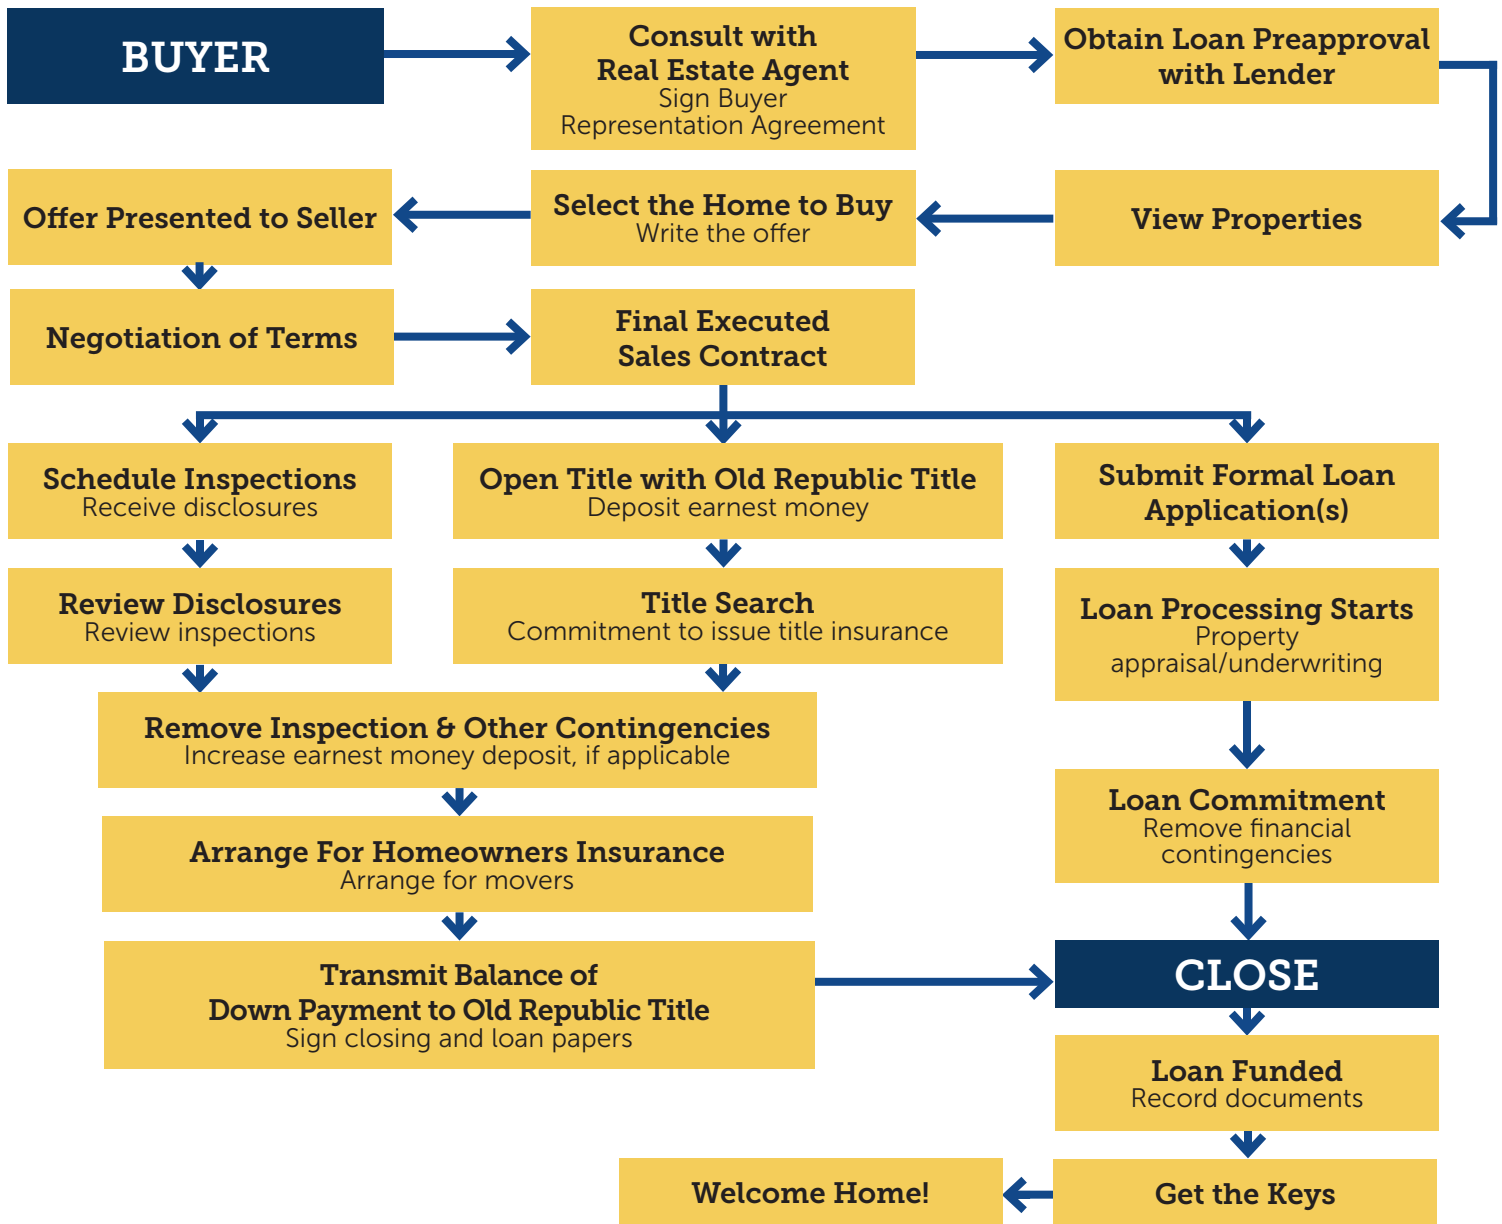 BUYER
Consult with
Real Estate Agent
Sign Buyer
Representation Agreement
Obtain Loan Preapproval
with Lender
View Properties
Select the Home to Buy
Write the offer
Offer Presented to Seller
Negotiation of Terms
Final Executed
Sales Contract
Schedule Inspections
Receive disclosures
Open Title with Old Republic Title
Deposit earnest money
Submit Formal Loan
Application(s)
Review Disclosures
Review inspections
Title Search
Commitment to issue title insurance
Loan Processing Starts
Property
appraisal/underwriting
Remove Inspection & Other Contingencies
Increase earnest money deposit, if applicable
Loan Commitment
Remove financial
contingencies
Arrange For Homeowners Insurance
Arrange for movers
Transmit Balance of
Down Payment to Old Republic Title
Sign closing and loan papers
CLOSE
Loan Funded
Record documents
Get the Keys
Welcome Home!